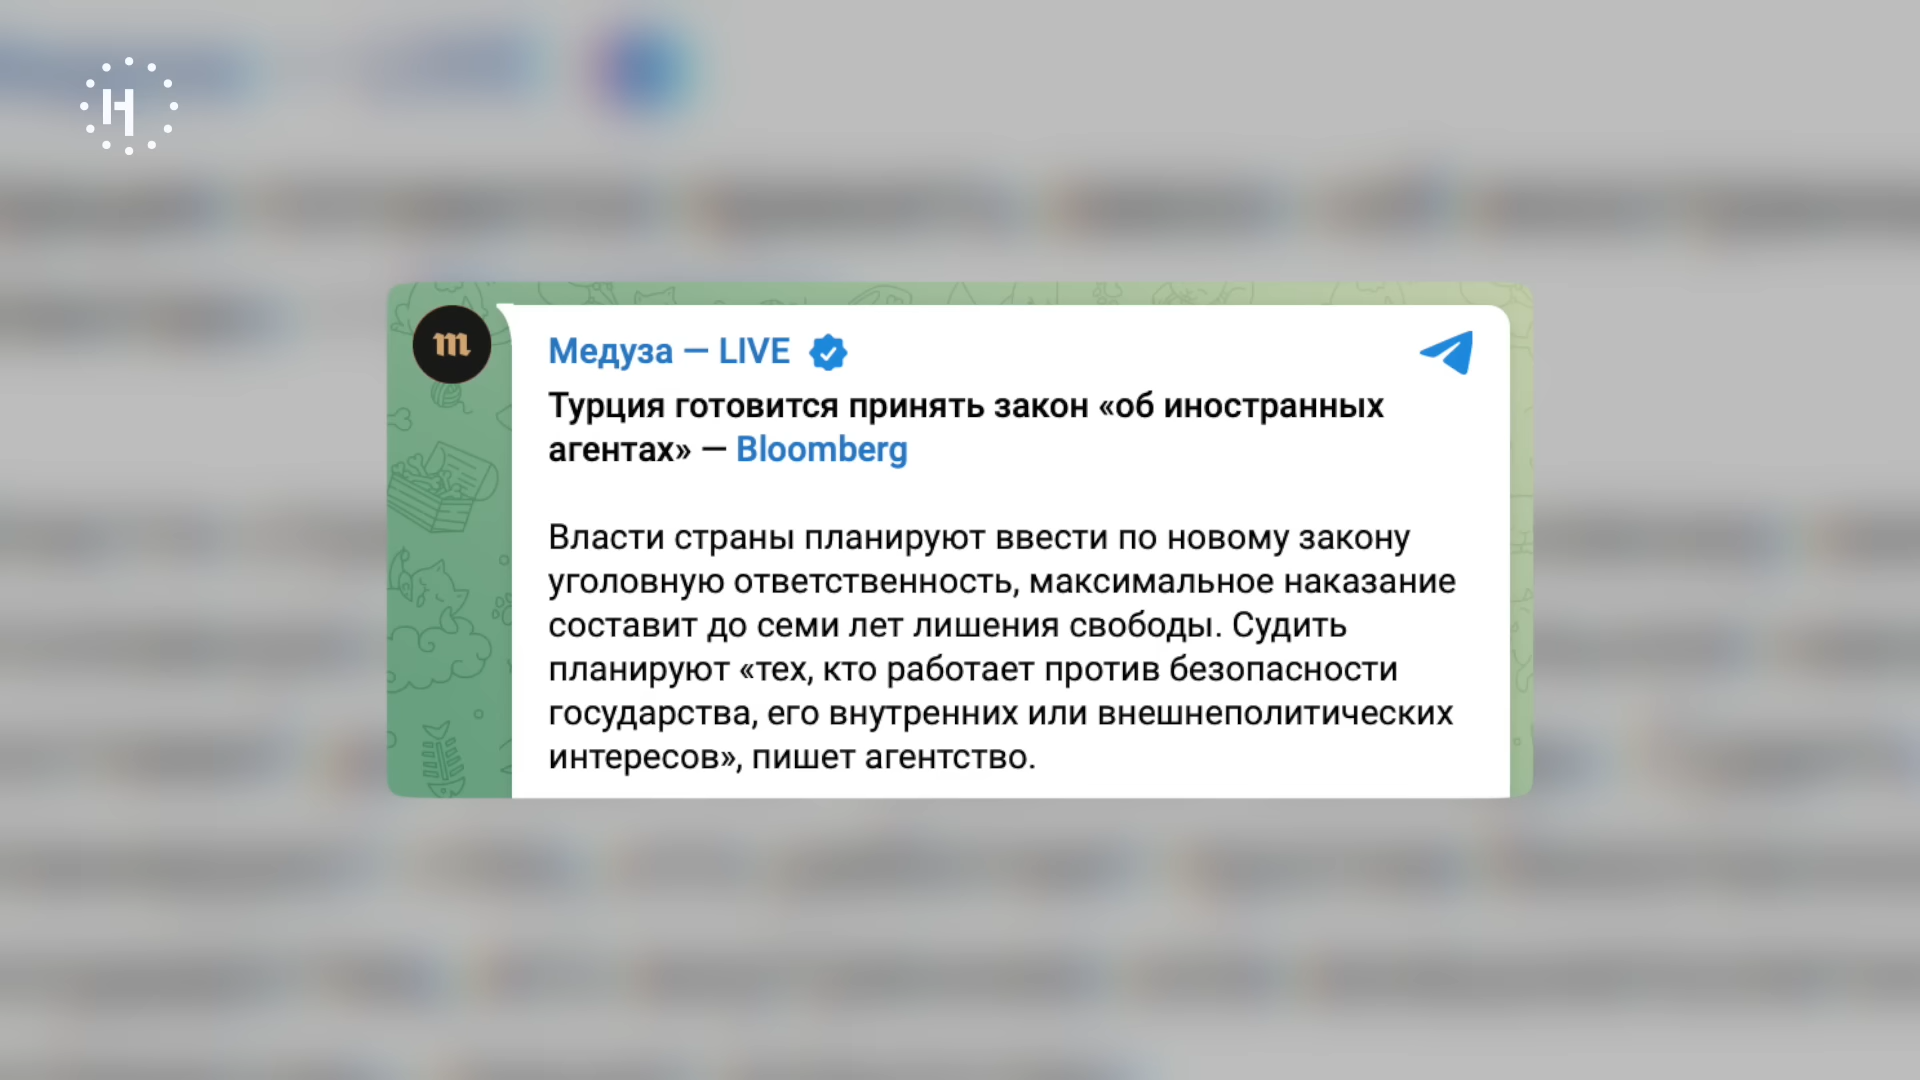 Ч
m
Медуза — LIVE
Турция готовится принять закон «об иностранных
агентах» — Bloomberg
Власти страны планируют ввести по новому закону
уголовную ответственность, максимальное наказание
составит до семи лет лишения свободы. Судить
планируют «тех, кто работает против безопасности
государства, его внутренних или внешнеполитических
интересов», пишет агентство.